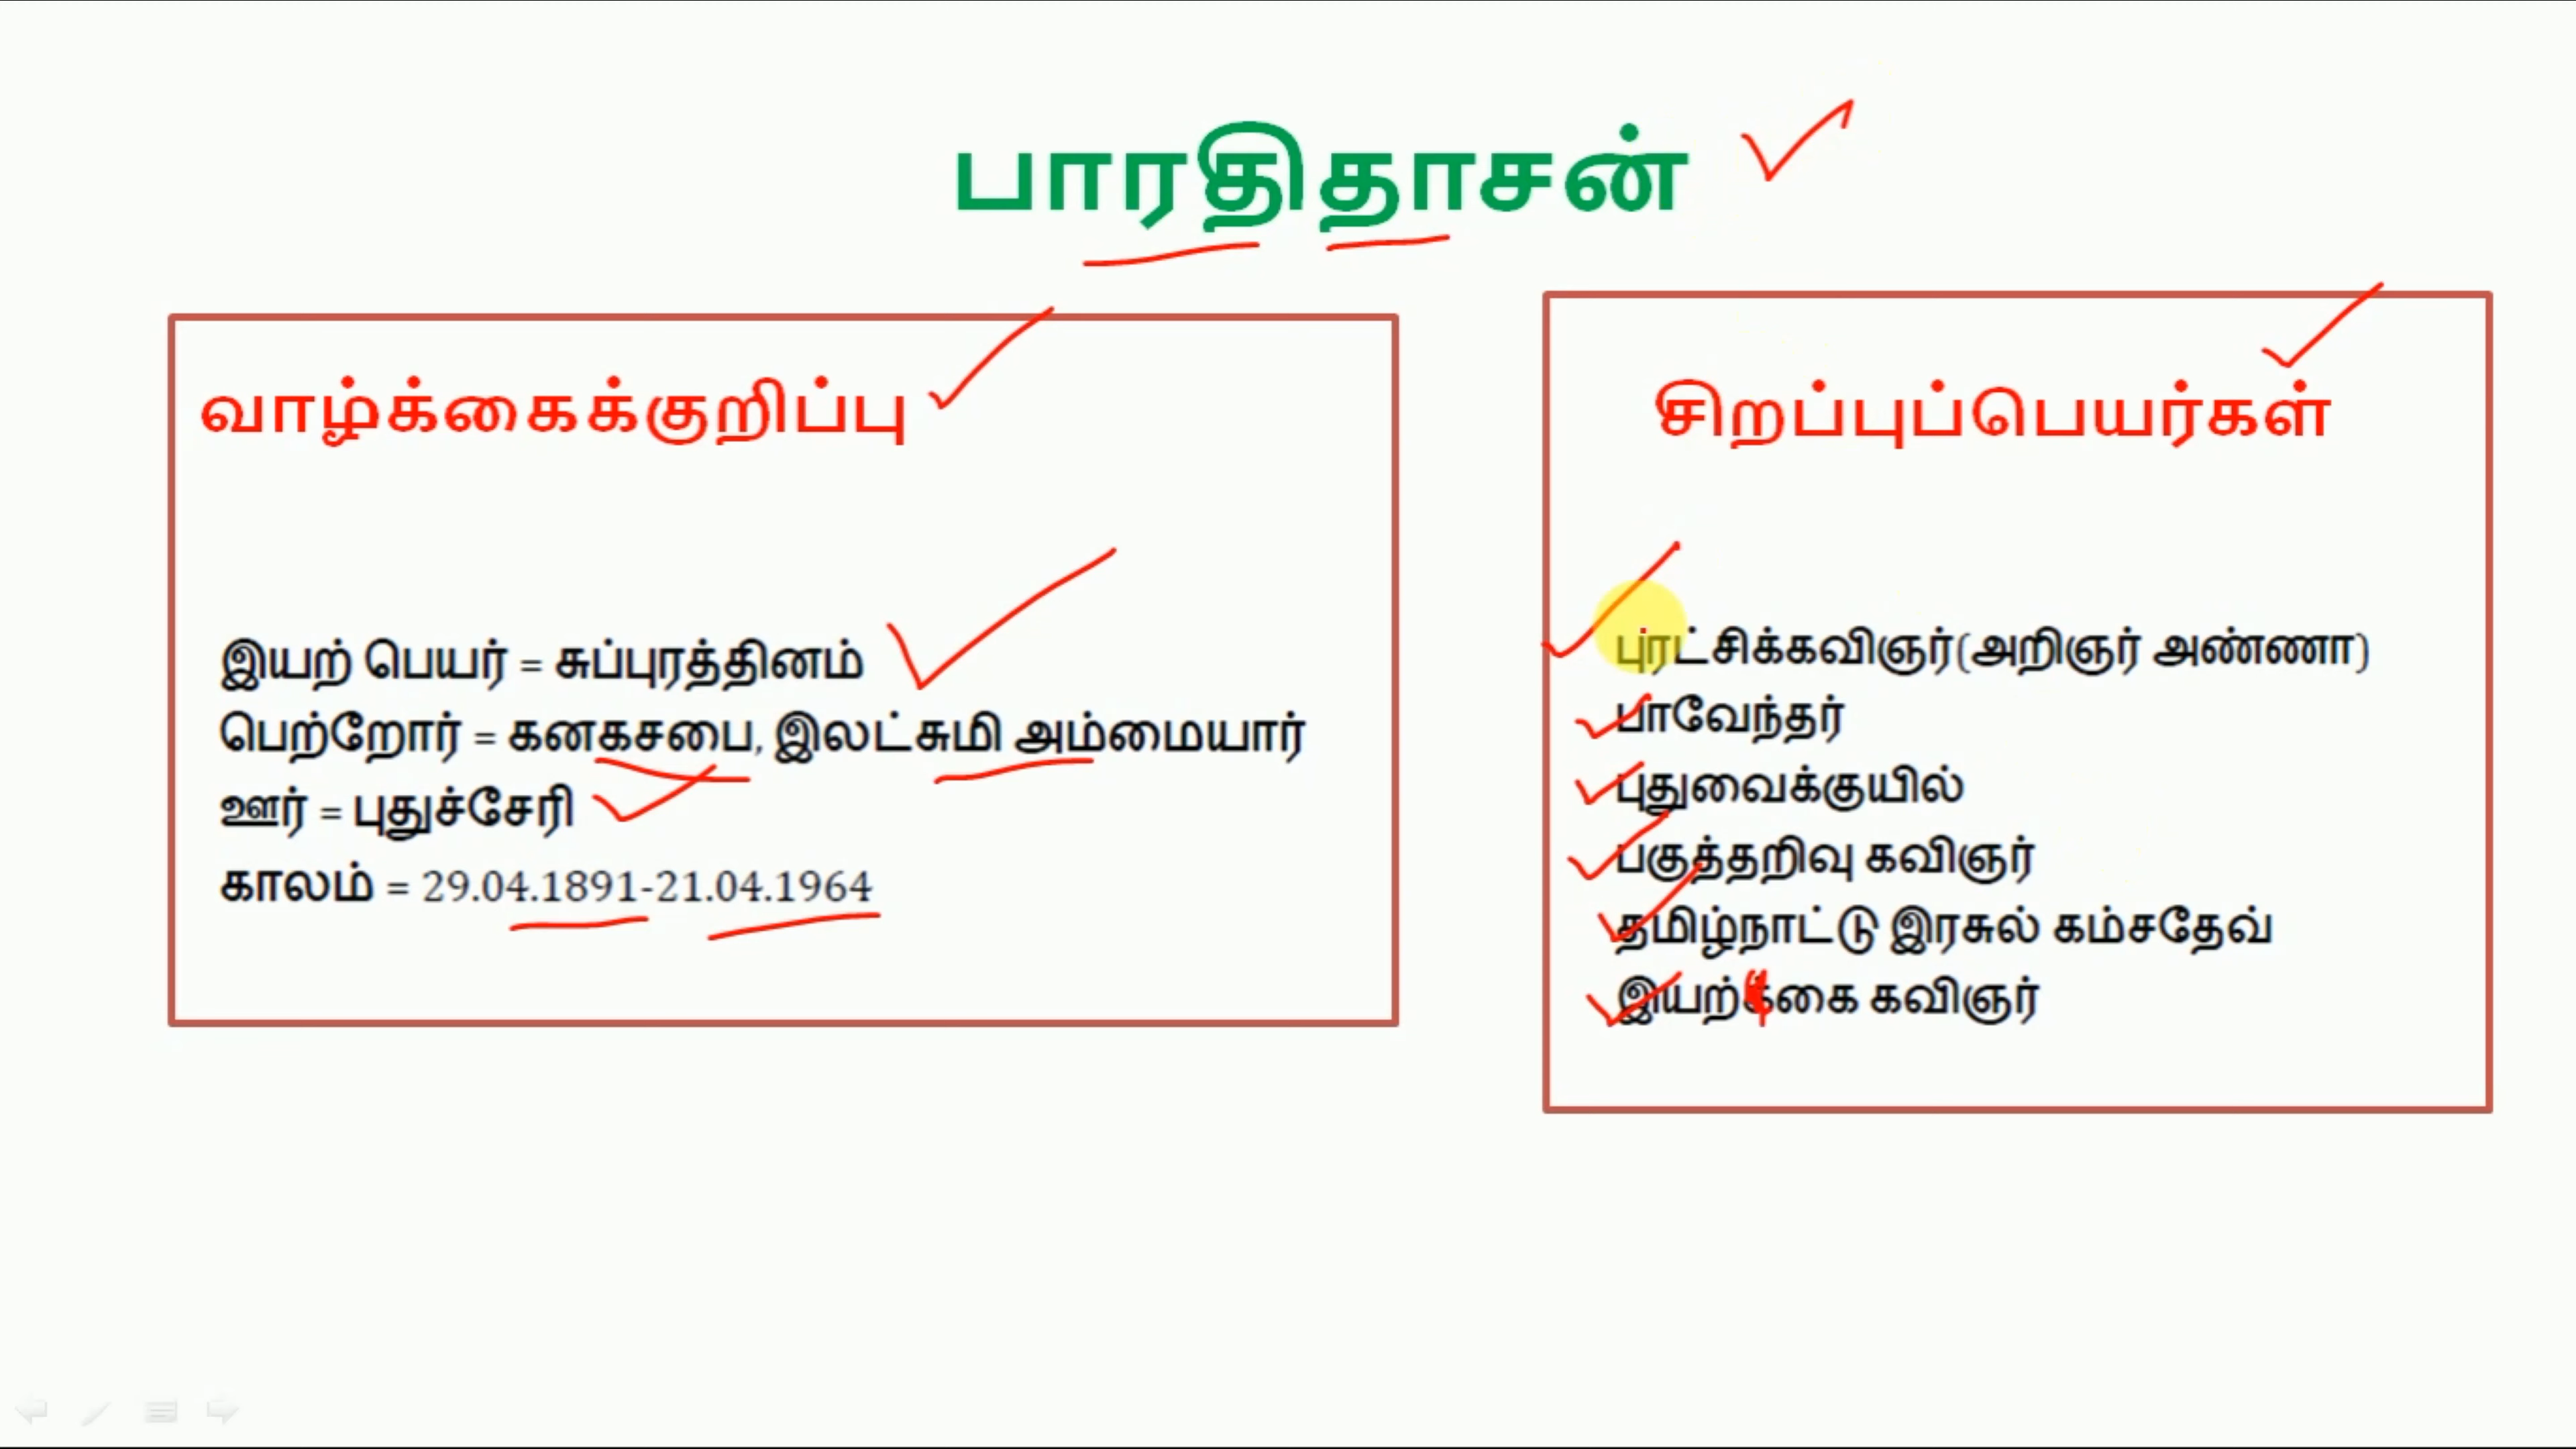 பாரதிதாசன்
வாழ்க்கைக்குறிப்பு
இயற் பெயர் = சுப்புரத்தினம்
பெற்றோர் = கனகசபை, இலட்சுமி அம்மையார்
ஊர் = புதுச்சேரி
காலம் = 29.04.1891-21.04.1964
சிறப்புப்பெயர்கள்
புரட்சிக்கவிஞர்(அறிஞர் அண்ணா)
பாவேந்தர்
புதுவைக்குயில்
பகுத்தறிவு கவிஞர்
தமிழ்நாட்டு இரசுல் கம்சதேவ்
இயற்க்கை கவிஞர்